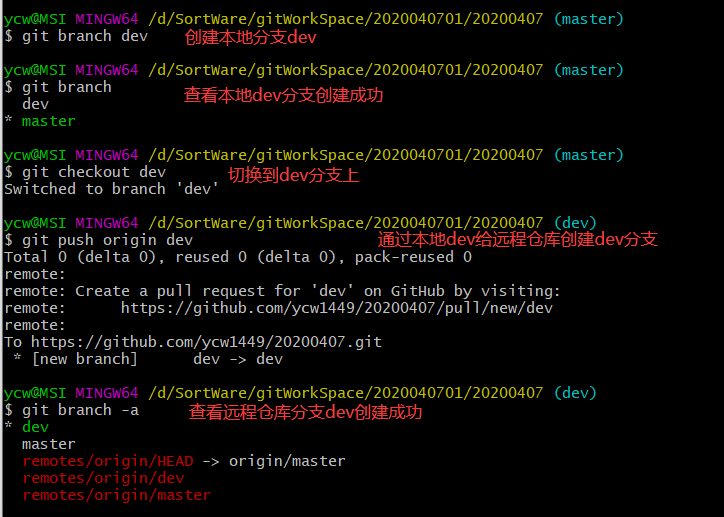 ycw@MSI MINGW64 /d/SortWare/gitWorkSpace/2020040701/20200407 (master)
$ git branch dev 创建本地分支dev
ycw@MSI MINGW64 /d/SortWare/gitWorkSpace/2020040701/20200407 (master)
$ git branch 查看本地dev分支创建成功
dev
* master
ycw@MSI MINGW64 /d/SortWare/gitWorkSpace/2020040701/20200407 (master)
$ git checkout dev 切换到dev分支上
Switched to branch 'dev'
ycw@MSI MINGW64 /d/SortWare/gitWorkSpace/2020040701/20200407 (dev)
$ git push origin dev 通过本地dev给远程仓库创建dev分支
Total 0 (delta 0), reused 0 (delta 0), pack-reused 0
remote:
remote: Create a pull request for 'dev' on GitHub by visiting:
remote: https://github.com/ycw1449/20200407/pull/new/dev
remote:
To https://github.com/ycw1449/20200407.git
* [new branch] dev -> dev
ycw@MSI MINGW64 /d/SortWare/gitWorkSpace/2020040701/20200407 (dev)
$ git branch -a 查看远程仓库分支dev创建成功
* dev
master
remotes/origin/HEAD -> origin/master
remotes/origin/dev
remotes/origin/master